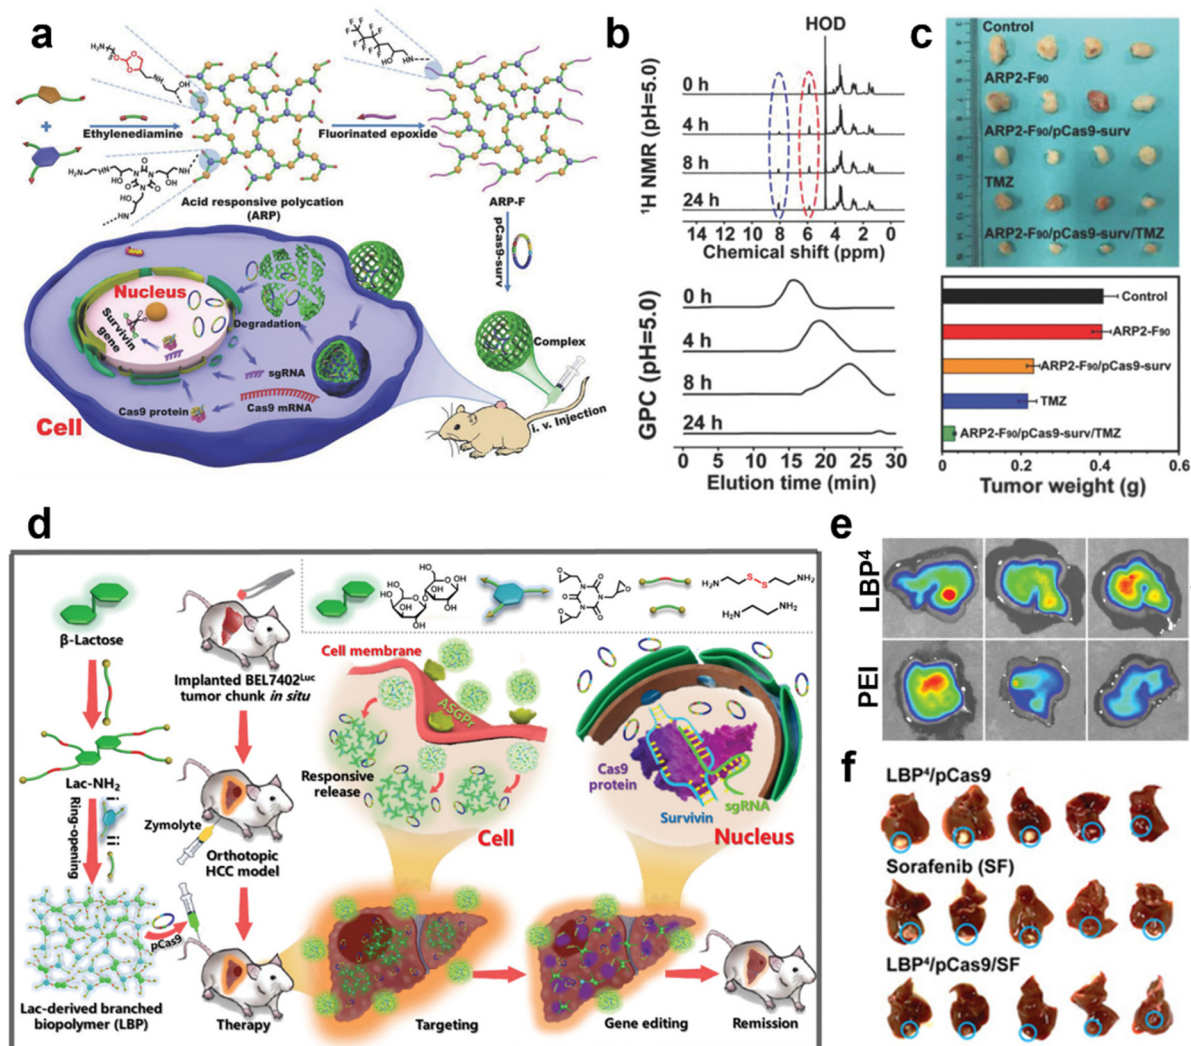 a
Ethylenediamine
Fluorinated epoxide
Acid responsive polycation
(ARP)
ARP-F
pCas9-surv
Nucleus
Survivin
gene
Degradation
sgRNA
Cas9 protein
Cas9 mRNA
Cell
Complex
i. v. Injection
b
HOD
¹H NMR (pH=5.0)
0 h
4 h
8 h
24 h
14 12 10 8 6 4 2 0
Chemical shift (ppm)
GPC (pH=5.0)
0 h
4 h
8 h
24 h
0 5 10 15 20 25 30
Elution time (min)
c
Control
ARP2-F90
ARP2-F90/pCas9-surv
TMZ
ARP2-F90/pCas9-surv/TMZ
Control
ARP2-F90
ARP2-F90/pCas9-surv
TMZ
ARP2-F90/pCas9-surv/TMZ
0 0.2 0.4 0.6
Tumor weight (g)
d
β-Lactose
Lac-NH₂
i
ii
Ring-opening
Lac-derived branched
biopolymer (LBP)
pCas9
Implanted BEL7402ᴸᵘᶜ
tumor chunk in situ
Zymolyte
Orthotopic
HCC model
Therapy
Cell membrane
ASGPr
Responsive
release
Cell
Cas9
protein
Survivin
sgRNA
Nucleus
Targeting
Gene editing
Remission
e
LBP⁴
PEI
f
LBP⁴/pCas9
Sorafenib (SF)
LBP⁴/pCas9/SF